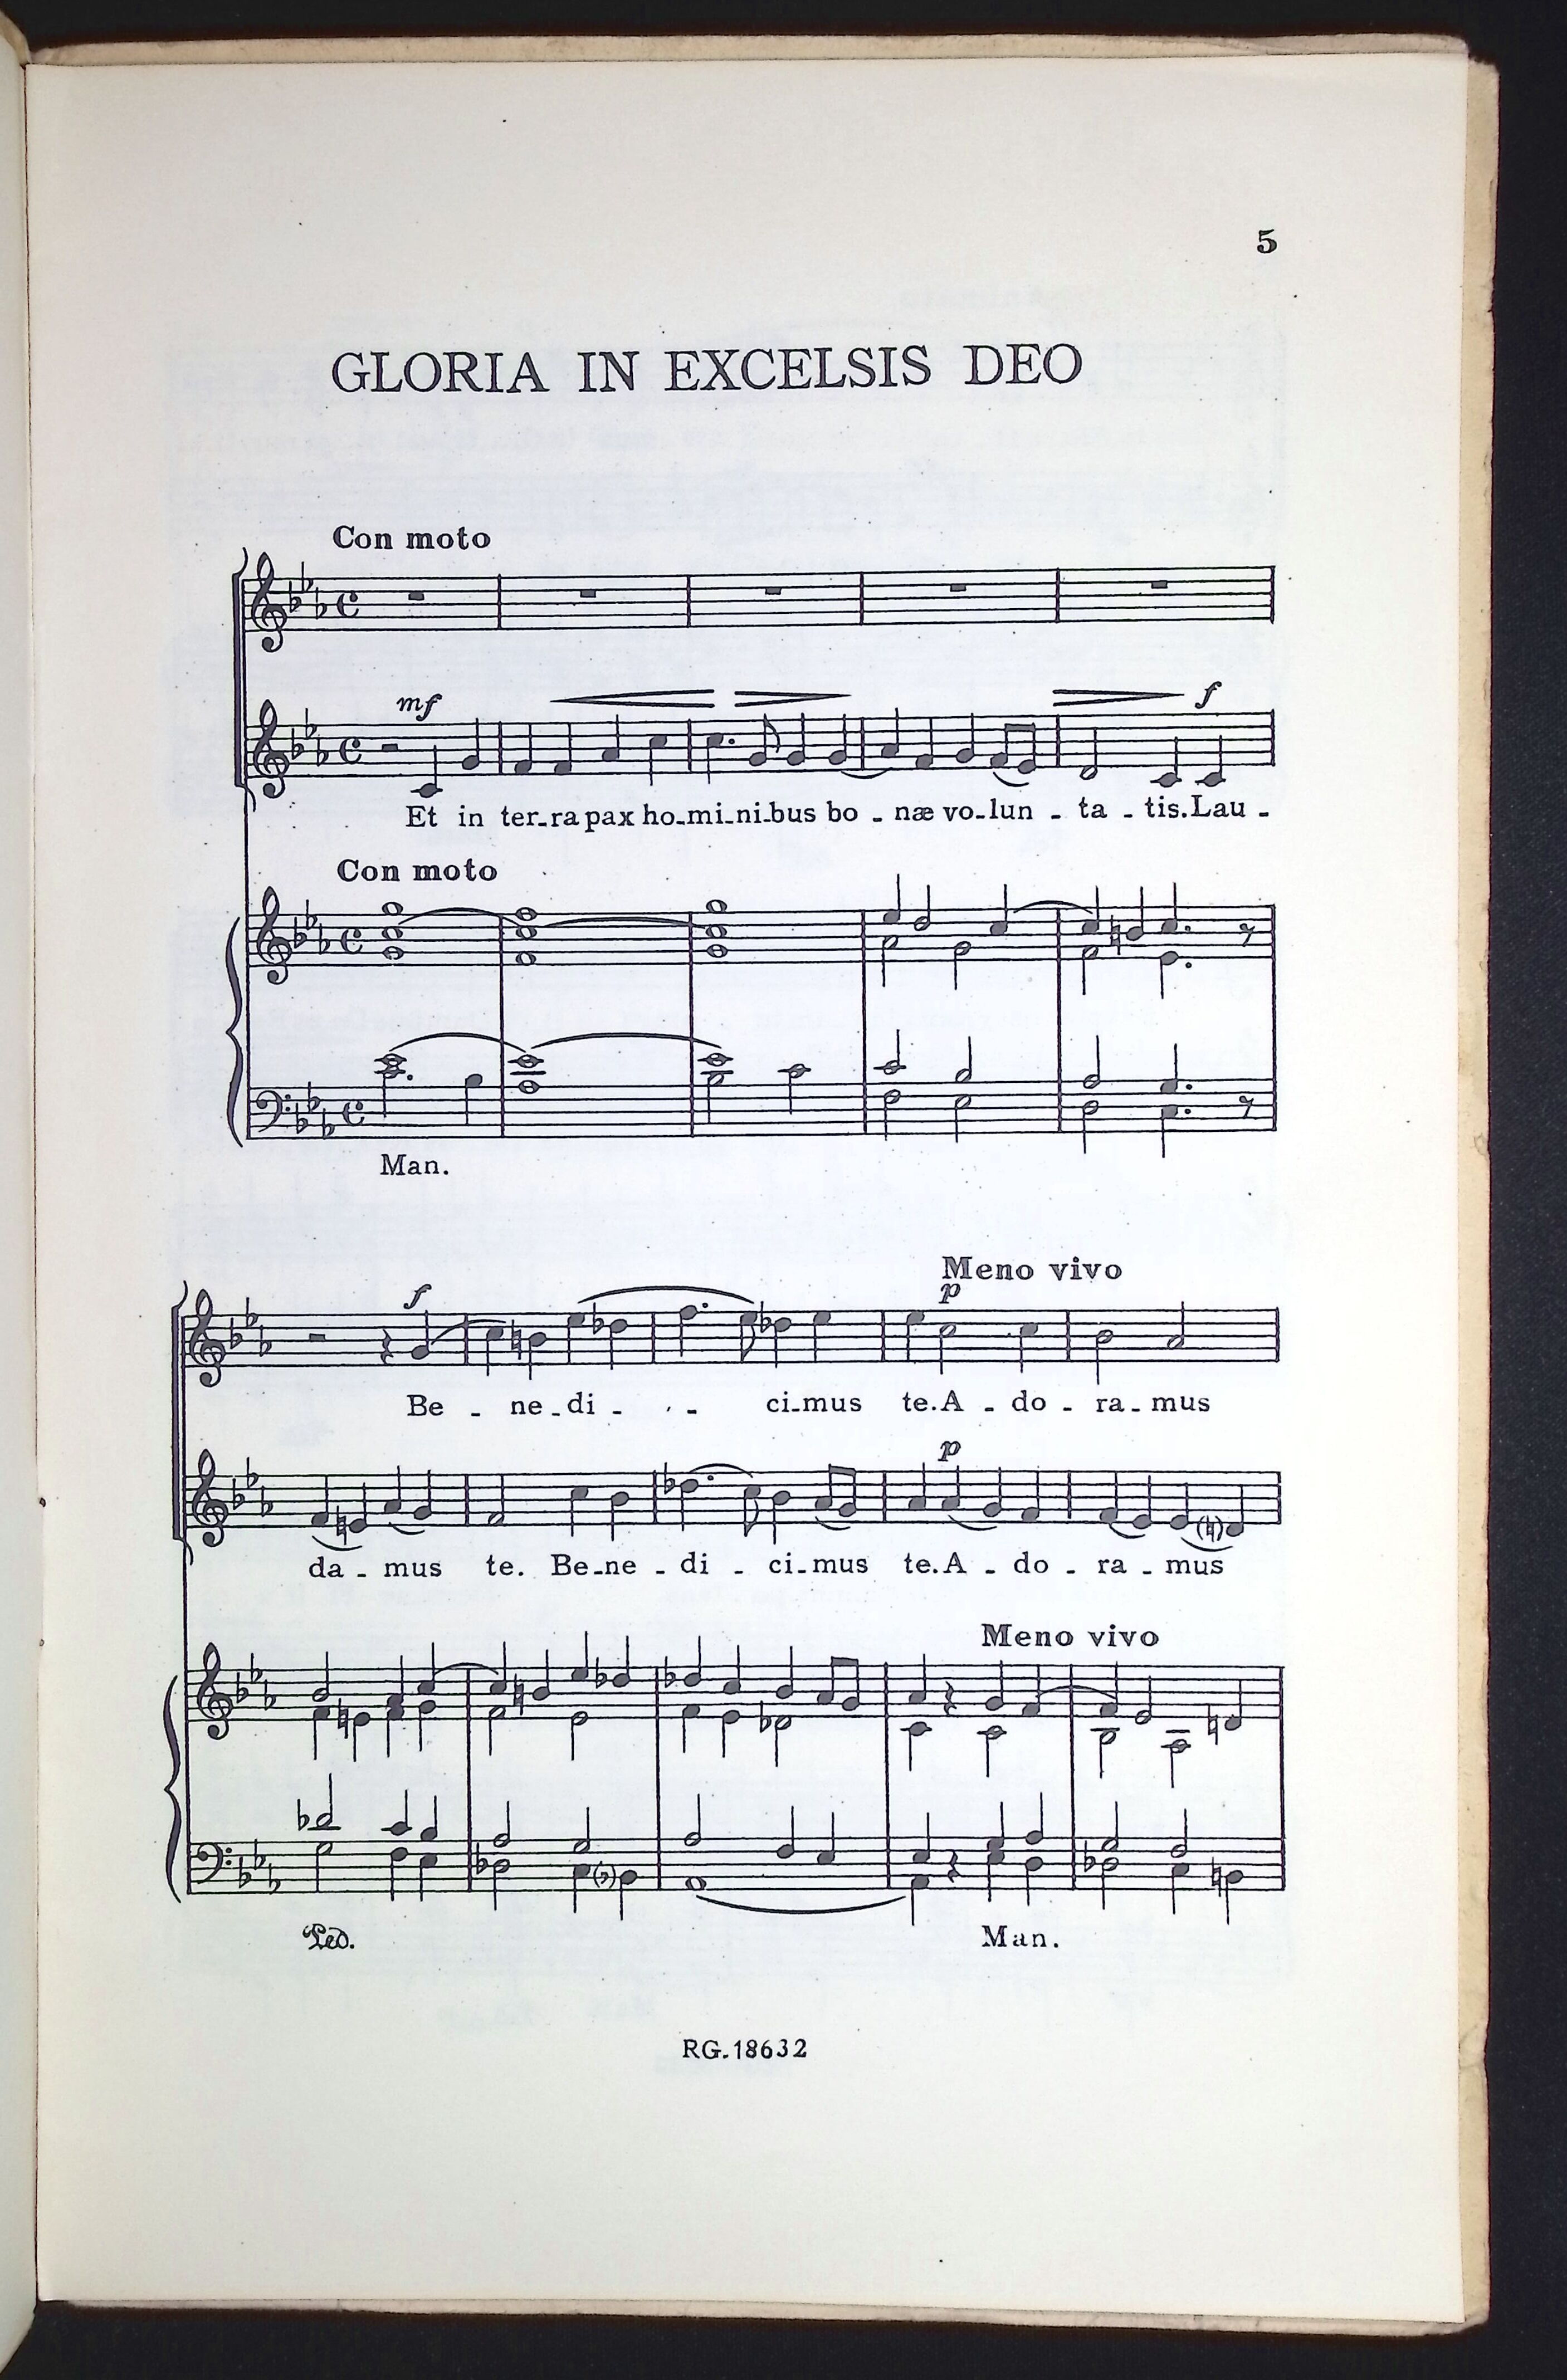 5
GLORIA IN EXCELSIS DEO
Con moto
mf f
Et in ter-ra pax ho-mi-ni-bus bo - næ vo-lun - ta - tis. Lau -
Con moto
Man.
Meno vivo
f p
Be - ne-di - - ci-mus te. A - do - ra - mus
p
da - mus te. Be-ne - di - ci-mus te. A - do - ra - mus
Meno vivo
Ped. Man.
RG. 18632